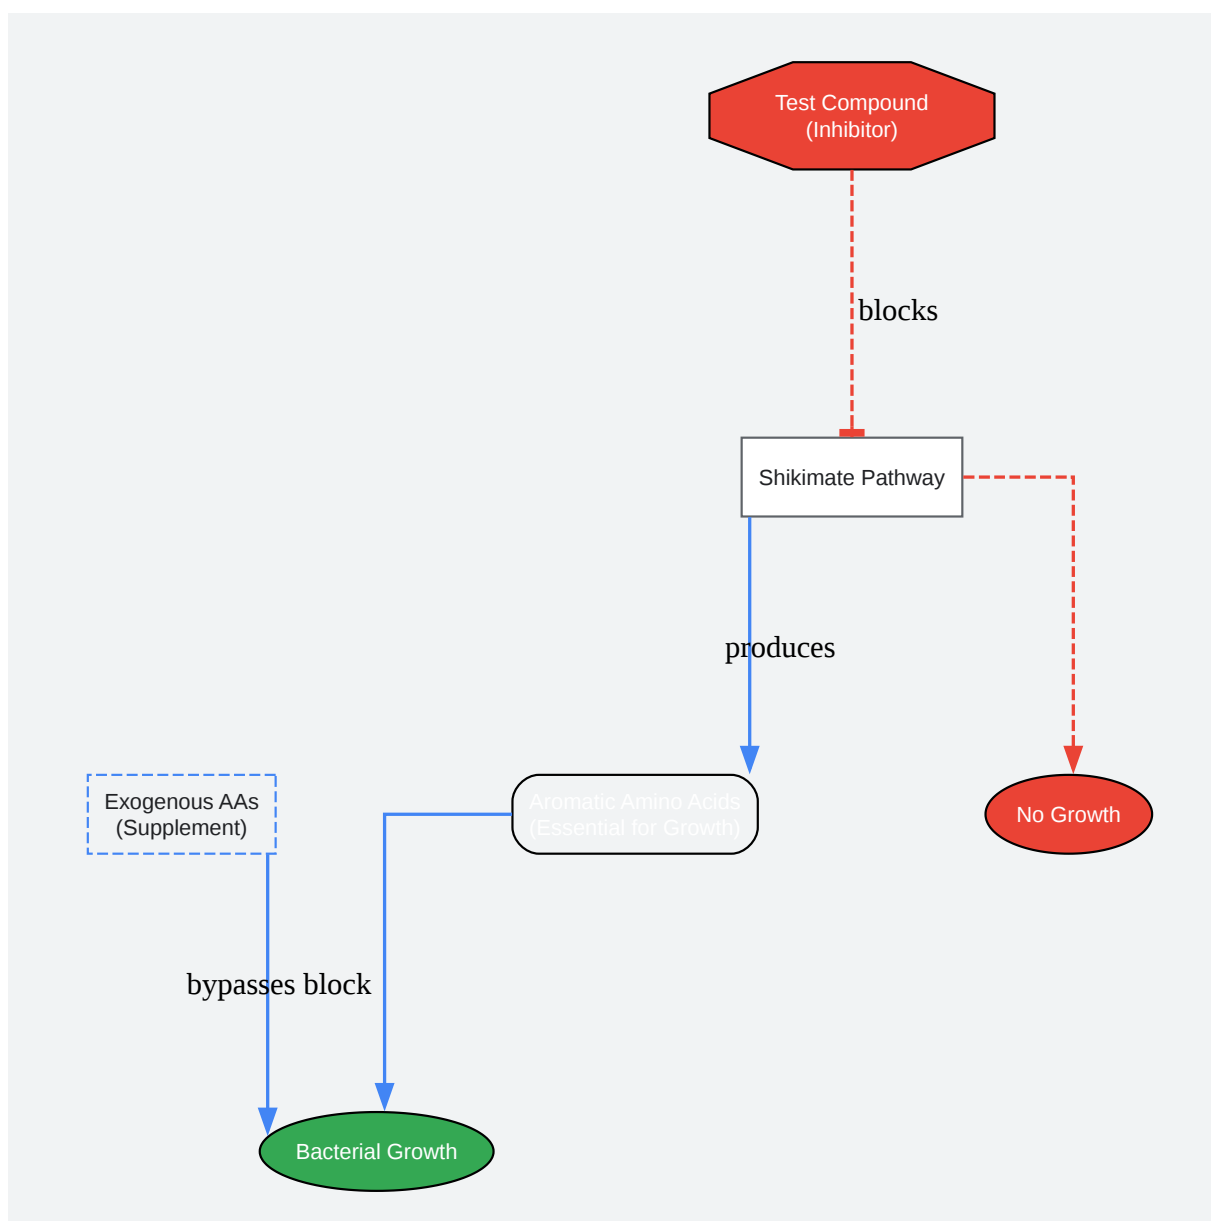 Test Compound
(Inhibitor)
blocks
Shikimate Pathway
produces
Exogenous AAs
(Supplement)
Aromatic Amino Acids
(Essential for Growth)
No Growth
bypasses block
Bacterial Growth